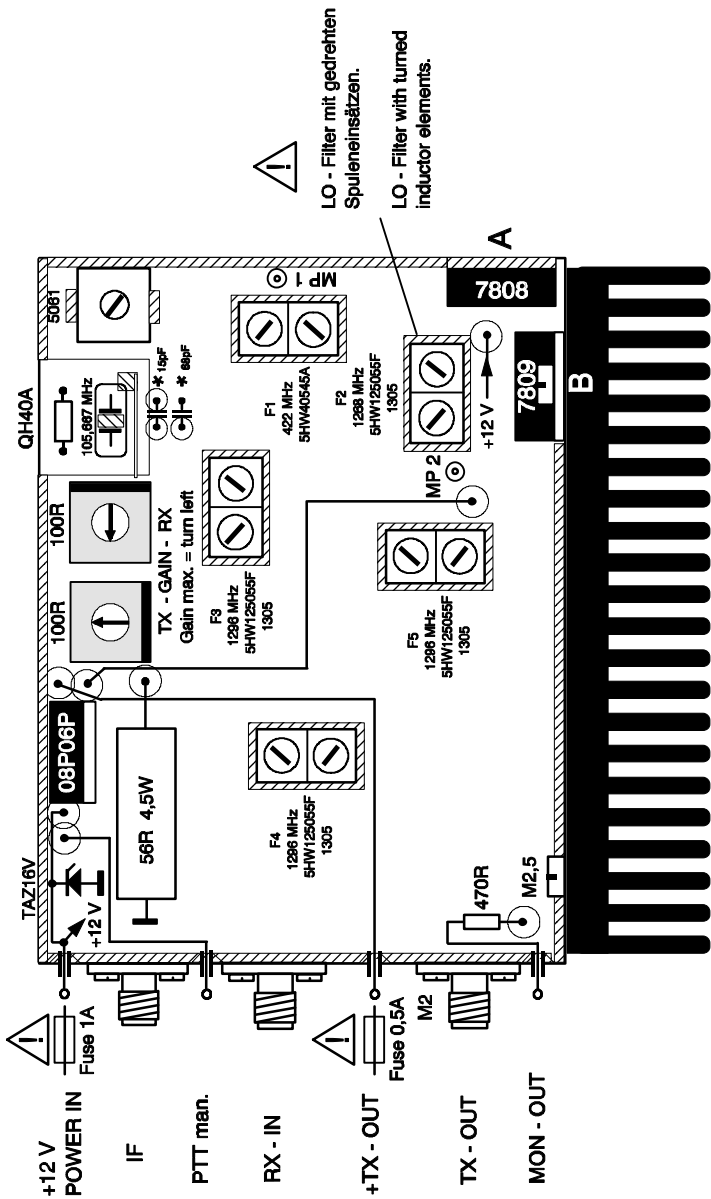 +12 V
POWER IN
IF
PTT man.
RX - IN
+TX - OUT
TX - OUT
MON - OUT
Fuse 1A
Fuse 0,5A
M2
+12 V
TAZ16V
08P06P
56R 4,5W
470R
M2,5
100R
100R
TX - GAIN - RX
Gain max. = turn left
QH40A
105,667 MHz
* 15pF
* 68pF
5061
MP 1
F1
422 MHz
5HW40545A
F2
1268 MHz
5HW125055F
1305
F3
1296 MHz
5HW125055F
1305
F4
1296 MHz
5HW125055F
1305
F5
1296 MHz
5HW125055F
1305
MP 2
+12 V
7809
7808
A
B
LO - Filter mit gedrehten
Spuleneinsätzen.
LO - Filter with turned
inductor elements.